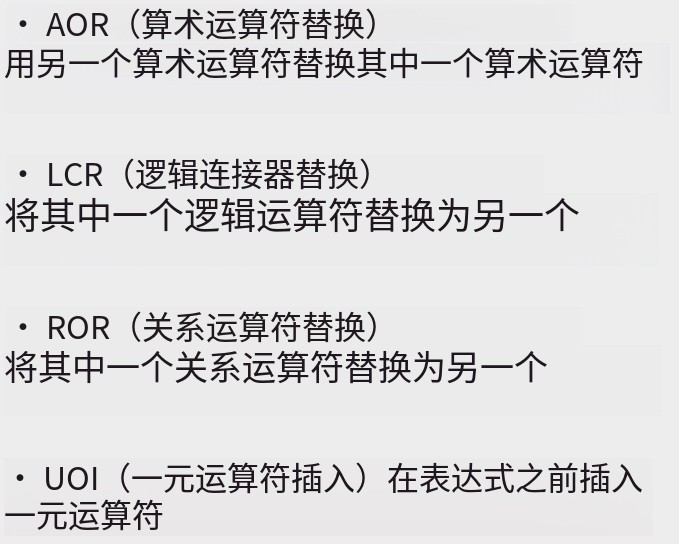 • AOR（算术运算符替换）
用另一个算术运算符替换其中一个算术运算符
• LCR（逻辑连接器替换）
将其中一个逻辑运算符替换为另一个
• ROR（关系运算符替换）
将其中一个关系运算符替换为另一个
• UOI（一元运算符插入）在表达式之前插入
一元运算符